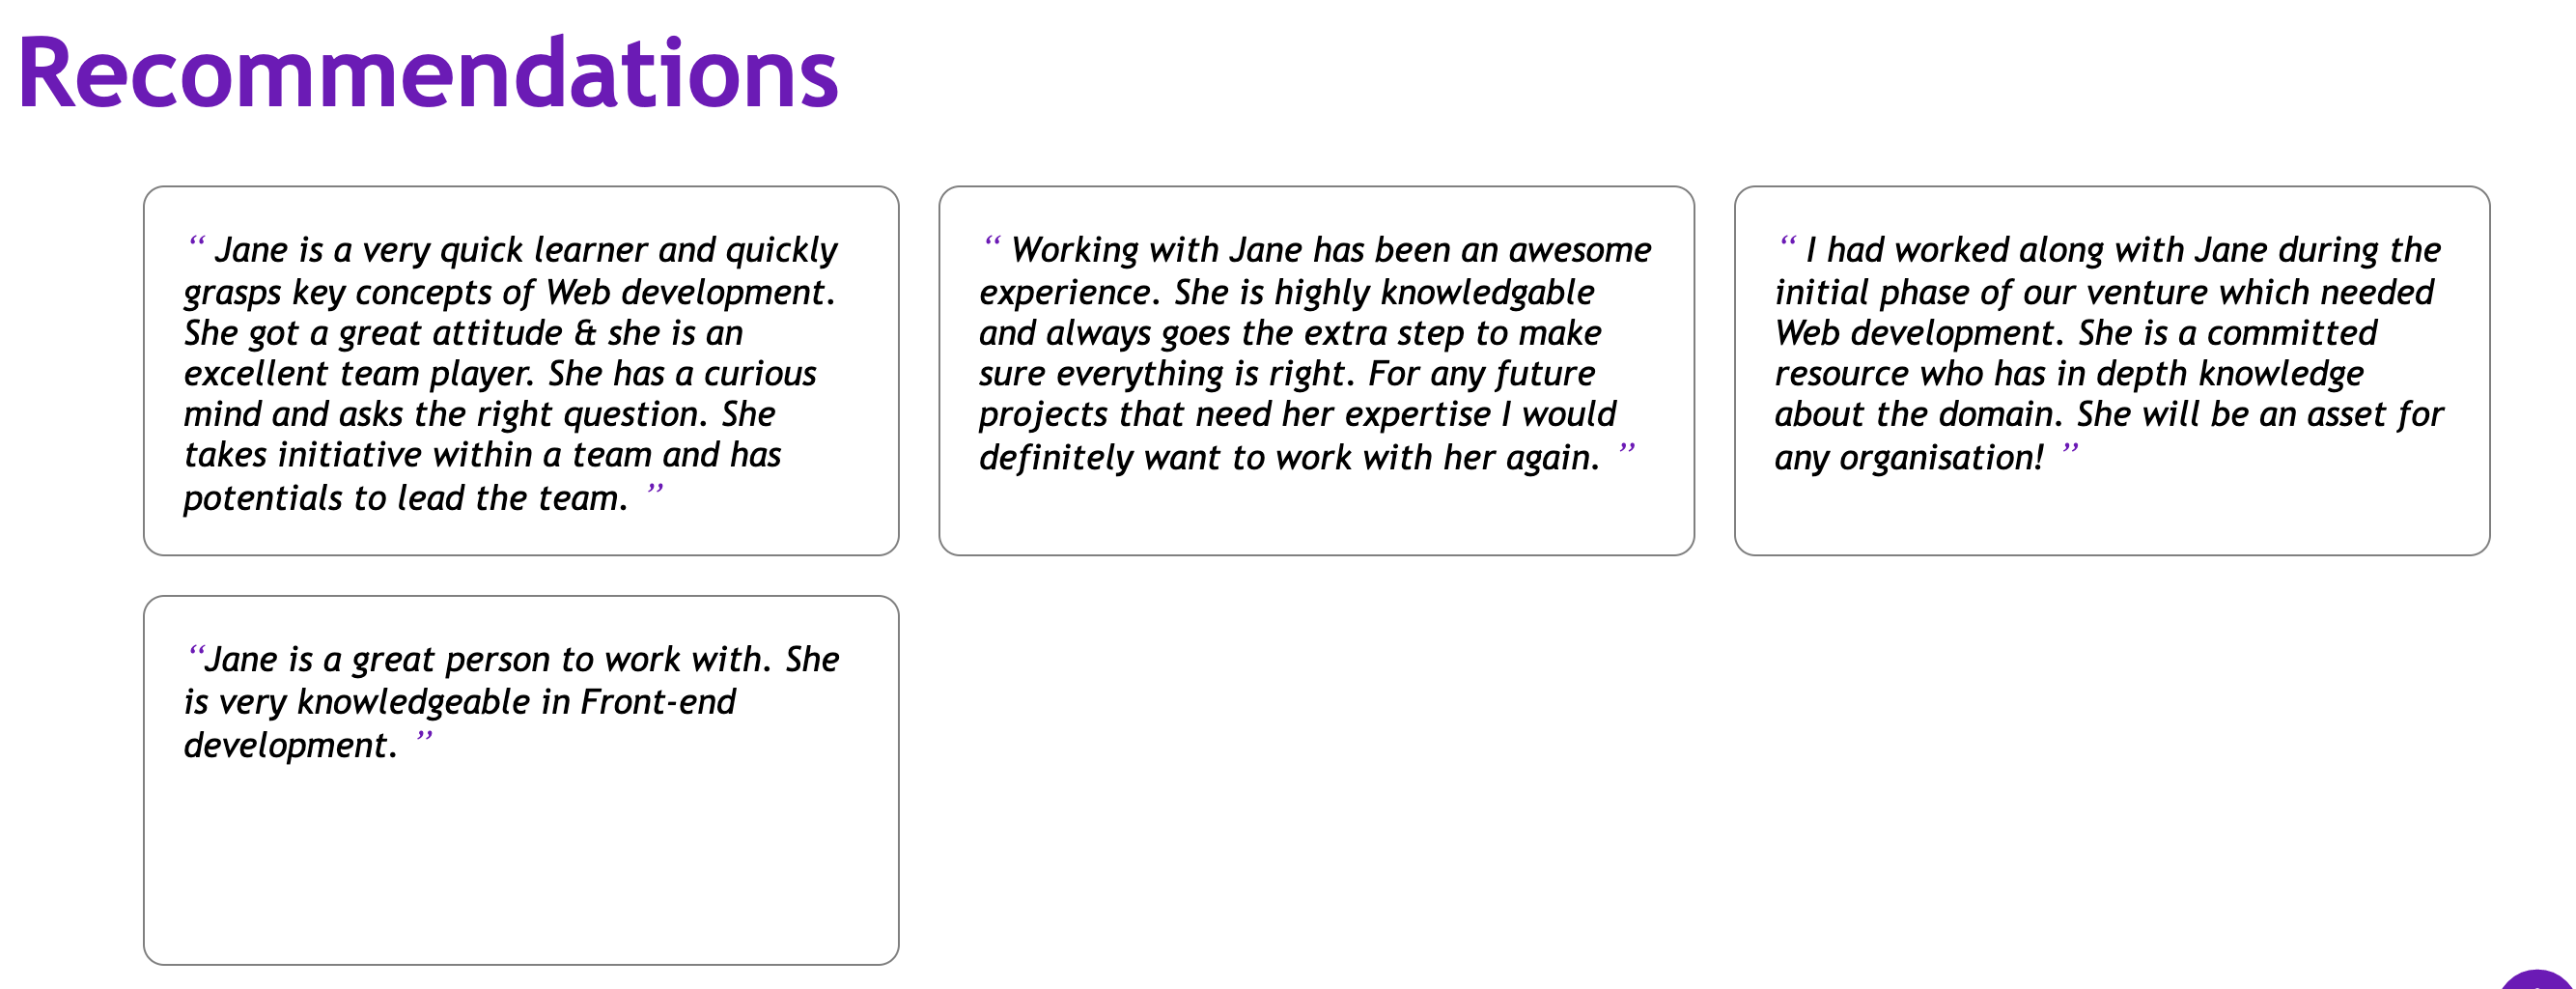 Recommendations
“ Jane is a very quick learner and quickly
grasps key concepts of Web development.
She got a great attitude & she is an
excellent team player. She has a curious
mind and asks the right question. She
takes initiative within a team and has
potentials to lead the team. ”
“ Working with Jane has been an awesome
experience. She is highly knowledgable
and always goes the extra step to make
sure everything is right. For any future
projects that need her expertise I would
definitely want to work with her again. ”
“ I had worked along with Jane during the
initial phase of our venture which needed
Web development. She is a committed
resource who has in depth knowledge
about the domain. She will be an asset for
any organisation! ”
“Jane is a great person to work with. She
is very knowledgeable in Front-end
development. ”